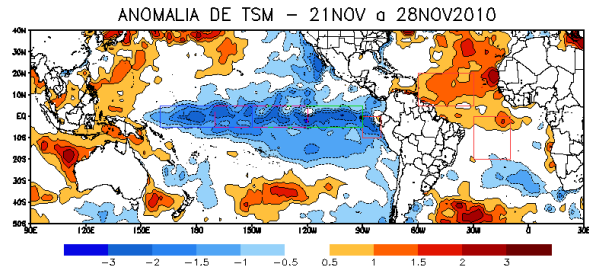 ANOMALIA DE TSM – 21NOV a 28NOV2010
40N
30N
20N
10N
EQ
10S
20S
30S
40S
50S
90E 120E 150E 180 150W 120W 90W 60W 30W 0 30E
-3 -2 -1.5 -1 -0.5 0.5 1 1.5 2 3